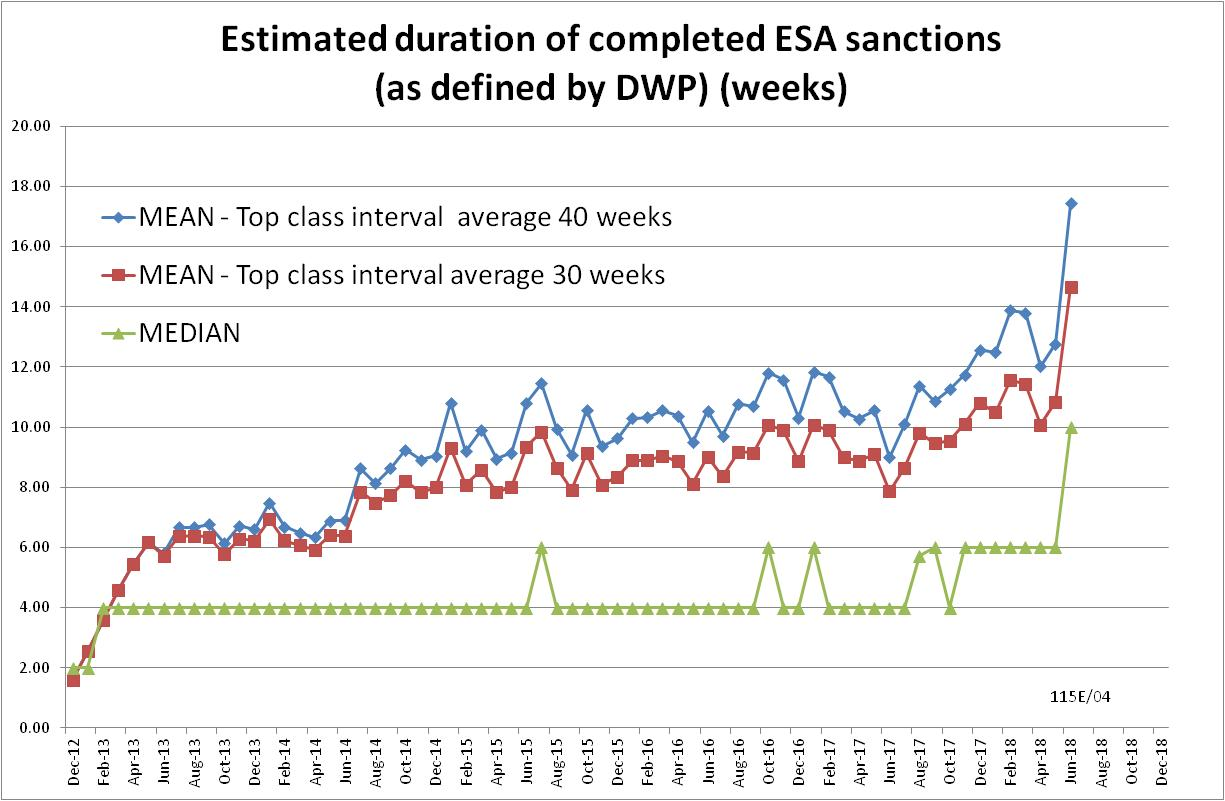 Estimated duration of completed ESA sanctions
(as defined by DWP) (weeks)
20.00
18.00
16.00
14.00
12.00
10.00
8.00
6.00
4.00
2.00
0.00
MEAN - Top class interval  average 40 weeks
MEAN - Top class interval average 30 weeks
MEDIAN
115E/04
Dec-12
Feb-13
Apr-13
Jun-13
Aug-13
Oct-13
Dec-13
Feb-14
Apr-14
Jun-14
Aug-14
Oct-14
Dec-14
Feb-15
Apr-15
Jun-15
Aug-15
Oct-15
Dec-15
Feb-16
Apr-16
Jun-16
Aug-16
Oct-16
Dec-16
Feb-17
Apr-17
Jun-17
Aug-17
Oct-17
Dec-17
Feb-18
Apr-18
Jun-18
Aug-18
Oct-18
Dec-18